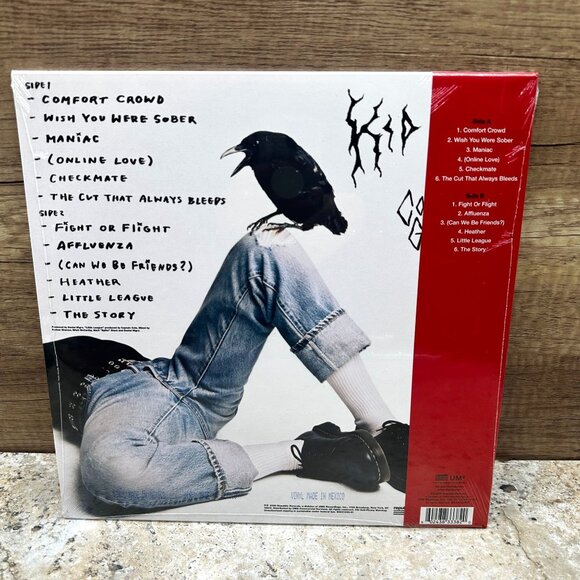 SIDE 1
- COMFORT CROWD
- WISH YOU WERE SOBER
- MANIAC
- (ONLINE LOVE)
- CHECKMATE
- THE CUT THAT ALWAYS BLEEDS
SIDE 2
- FIGHT OR FLIGHT
- AFFLUENZA
- (CAN WE BE FRIENDS?)
- HEATHER
- LITTLE LEAGUE
- THE STORY
KID
Side A
1. Comfort Crowd
2. Wish You Were Sober
3. Maniac
4. (Online Love)
5. Checkmate
6. The Cut That Always Bleeds
Side B
1. Fight Or Flight
2. Affluenza
3. (Can We Be Friends?)
4. Heather
5. Little League
6. The Story
VINYL MADE IN MEXICO